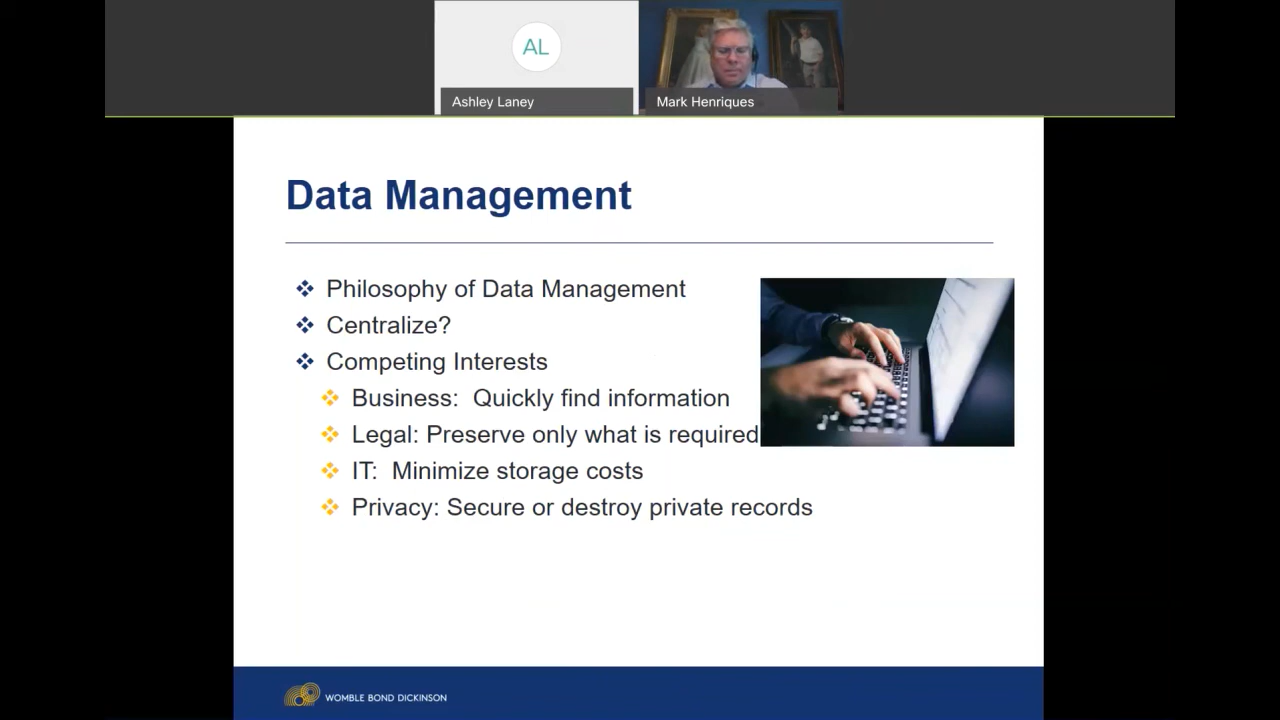 AL
Ashley Laney
Mark Henriques
Data Management
Philosophy of Data Management
Centralize?
Competing Interests
Business: Quickly find information
Legal: Preserve only what is required
IT: Minimize storage costs
Privacy: Secure or destroy private records
WOMBLE BOND DICKINSON